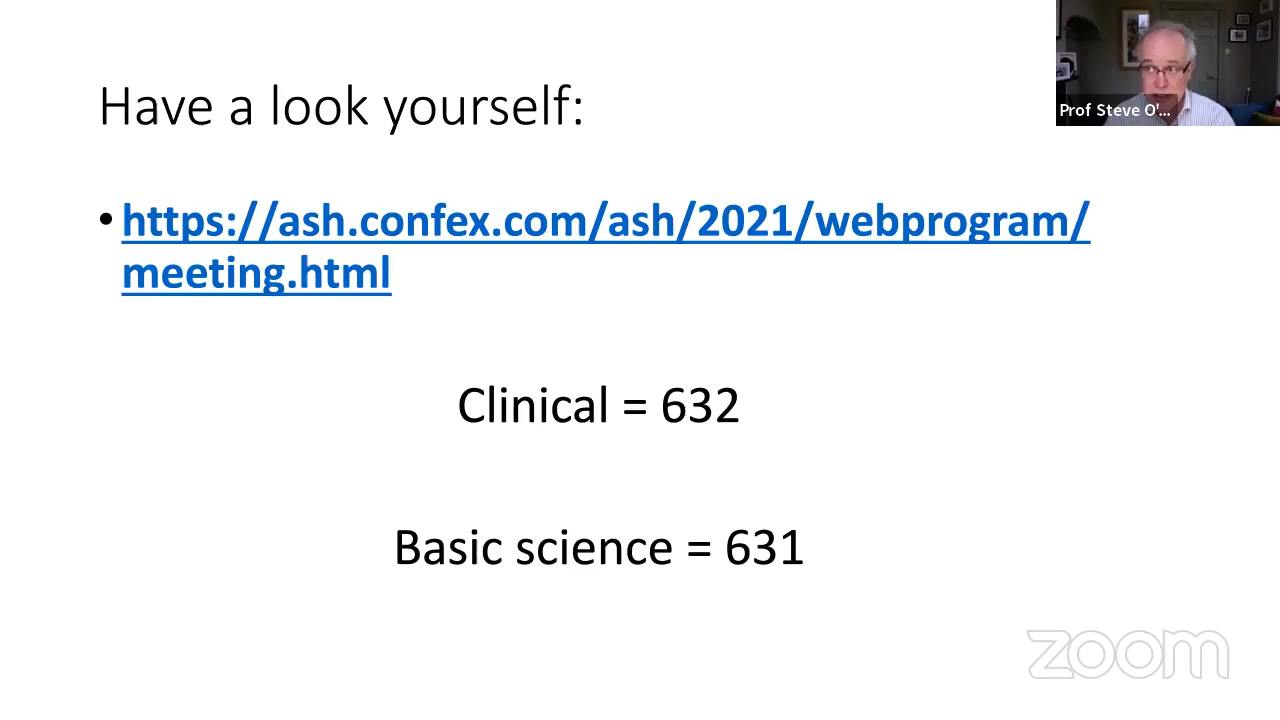 Have a look yourself:
Prof Steve O'...
• https://ash.confex.com/ash/2021/webprogram/
meeting.html
Clinical = 632
Basic science = 631
zoom